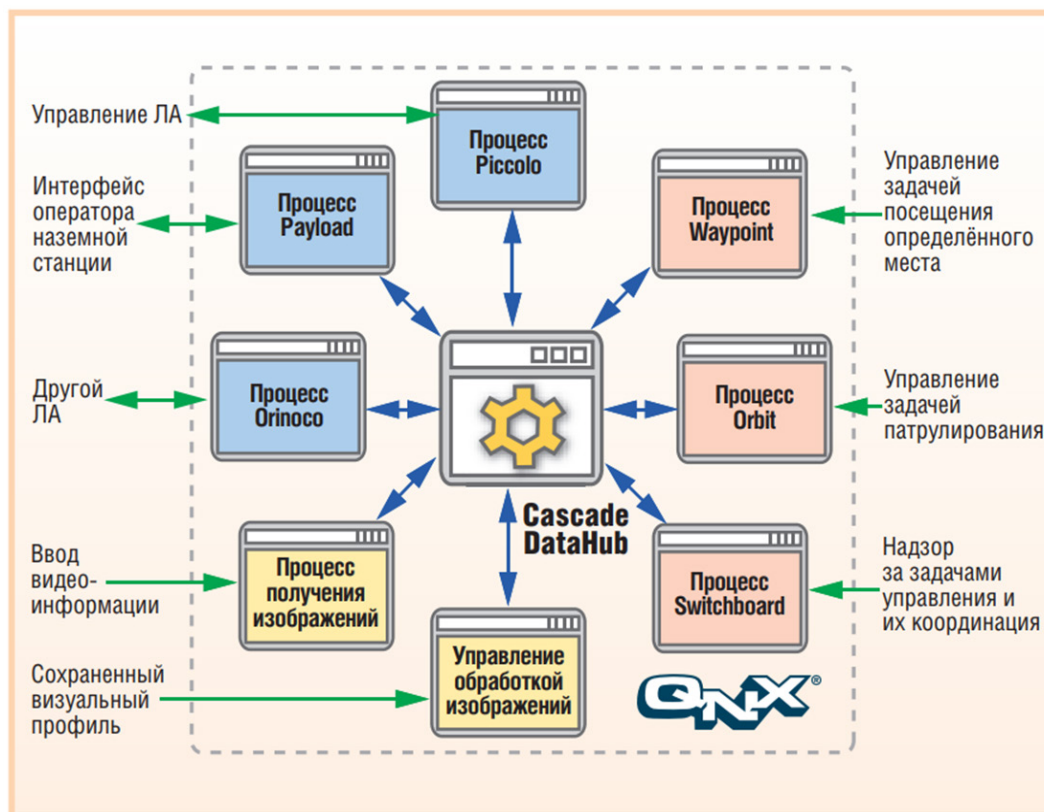 Управление ЛА
Процесс
Piccolo
Интерфейс
оператора
наземной
станции
Процесс
Payload
Процесс
Waypoint
Управление
задачей
посещения
определённого
места
Другой
ЛА
Процесс
Orinoco
Процесс
Orbit
Управление
задачей
патрулирования
Cascade
DataHub
Ввод
видео-
информации
Процесс
получения
изображений
Процесс
Switchboard
Надзор
за задачами
управления и
их координация
Сохраненный
визуальный
профиль
Управление
обработкой
изображений
QNX®